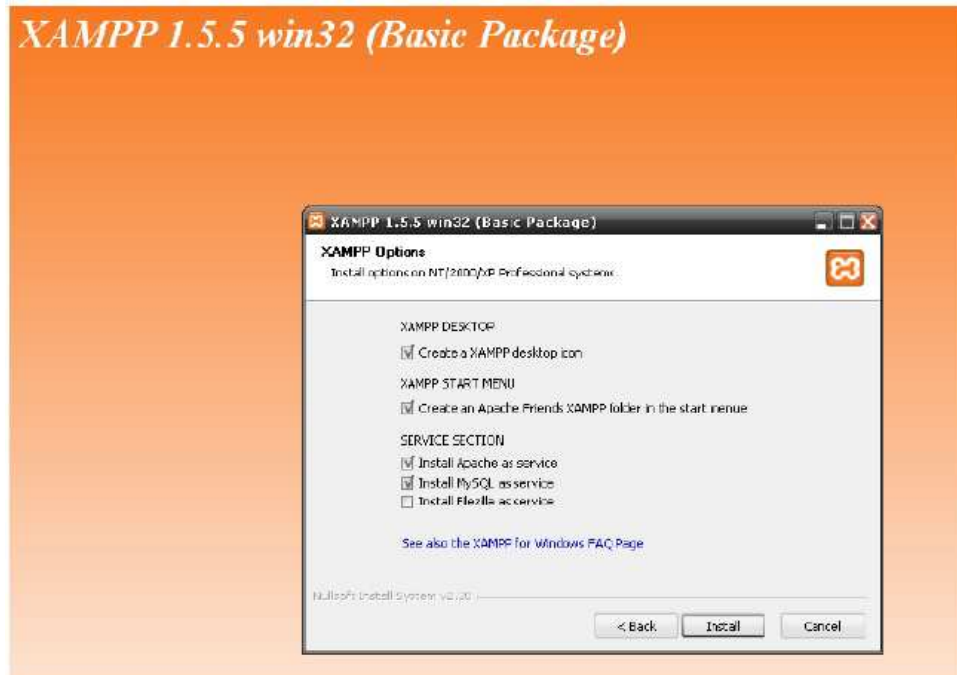 XAMPP 1.5.5 win32 (Basic Package)
XAMPP 1.5.5 win32 (Basic Package)
XAMPP Options
Install options on NT/2000/XP Professional systems.
XAMPP DESKTOP
Create a XAMPP desktop icon
XAMPP START MENU
Create an Apache Friends XAMPP folder in the start menue
SERVICE SECTION
Install Apache as service
Install MySQL as service
Install Filezilla as service
See also the XAMPP for Windows FAQ Page
Nullsoft Install System
< Back
Install
Cancel